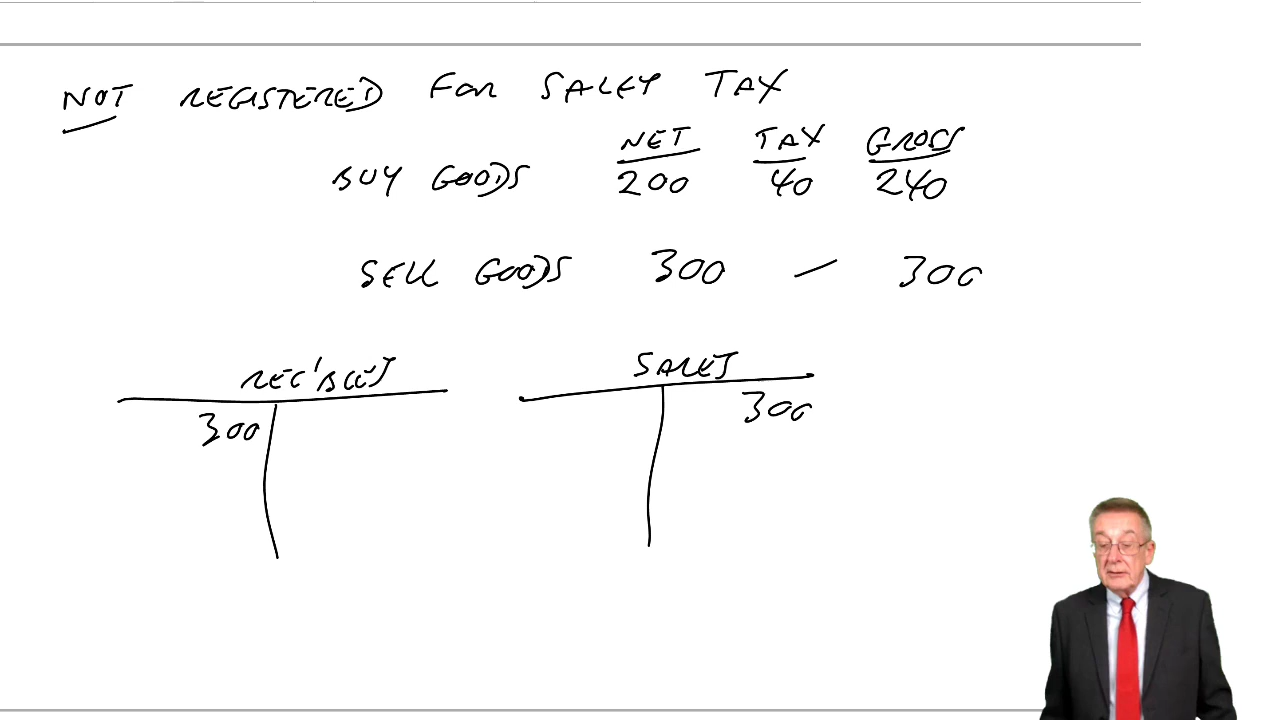 NOT REGISTERED FOR SALES TAX
NET TAX GROSS
BUY GOODS 200 40 240
SELL GOODS 300 — 300
REC'BLES SALES
300 300